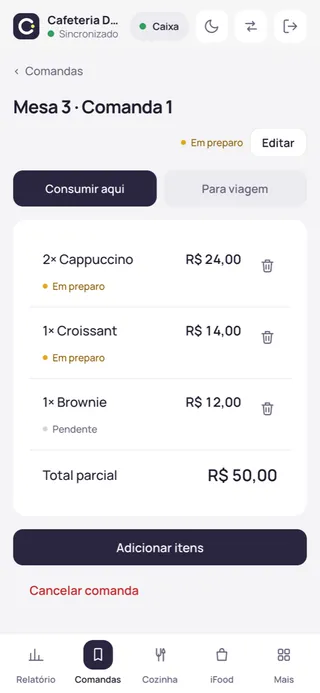 Cafeteria D...
Sincronizado
Caixa
‹ Comandas
Mesa 3 · Comanda 1
Em preparo
Editar
Consumir aqui
Para viagem
2× Cappuccino R$ 24,00
Em preparo
1× Croissant R$ 14,00
Em preparo
1× Brownie R$ 12,00
Pendente
Total parcial R$ 50,00
Adicionar itens
Cancelar comanda
Relatório Comandas Cozinha iFood Mais